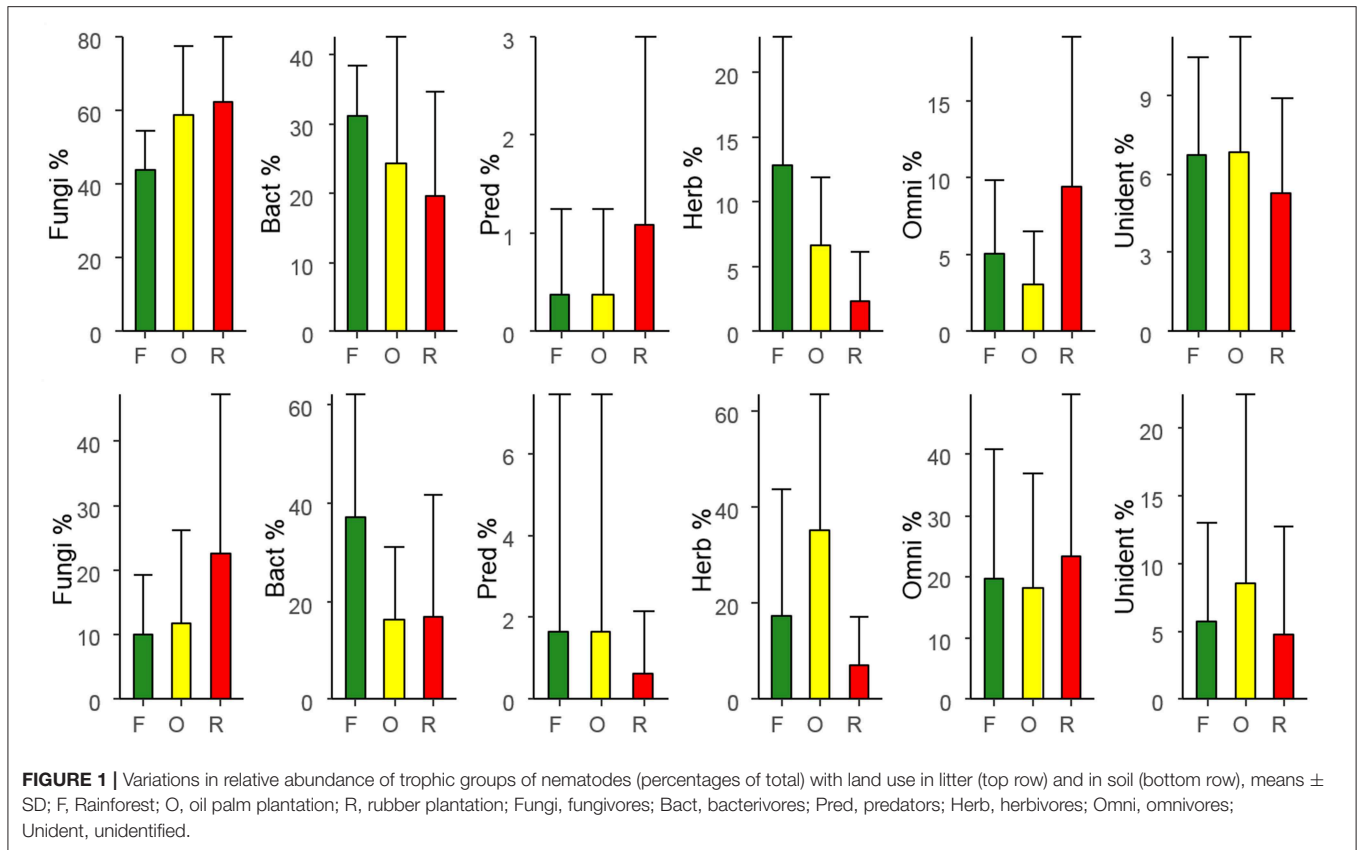 Fungi %
80
60
40
20
0
F O R
Bact %
40
30
20
10
0
F O R
Pred %
3
2
1
0
F O R
Herb %
20
15
10
5
0
F O R
Omni %
15
10
5
0
F O R
Unident %
9
6
3
0
F O R
Fungi %
40
30
20
10
0
F O R
Bact %
60
40
20
0
F O R
Pred %
6
4
2
0
F O R
Herb %
60
40
20
0
F O R
Omni %
40
30
20
10
0
F O R
Unident %
20
15
10
5
0
F O R
FIGURE 1 | Variations in relative abundance of trophic groups of nematodes (percentages of total) with land use in litter (top row) and in soil (bottom row), means ±
SD; F, Rainforest; O, oil palm plantation; R, rubber plantation; Fungi, fungivores; Bact, bacterivores; Pred, predators; Herb, herbivores; Omni, omnivores;
Unident, unidentified.